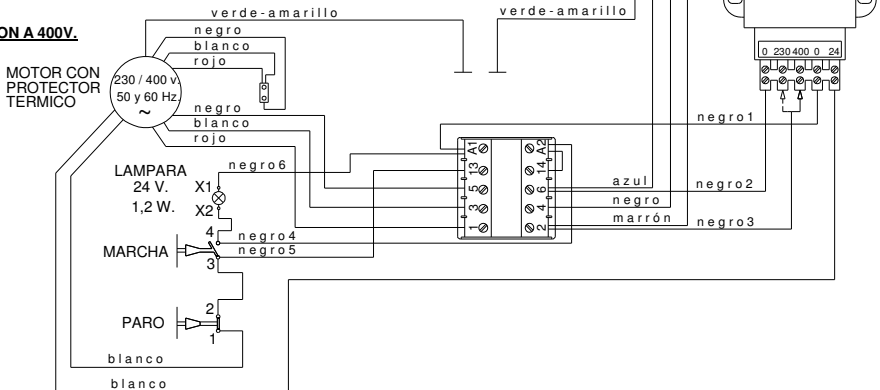 ON A 400V.
verde-amarillo
negro
blanco
rojo
MOTOR CON
PROTECTOR
TERMICO
230 / 400 v.
50 y 60 Hz.
~
negro
blanco
rojo
verde-amarillo
0 230 400 0 24
negro1
LAMPARA
24 V.
1,2 W.
X1
X2
negro6
A1
13
5
3
1
A2
14
6
4
2
azul
negro2
negro
marrón
negro3
MARCHA
4
3
negro4
negro5
PARO
2
1
blanco
blanco